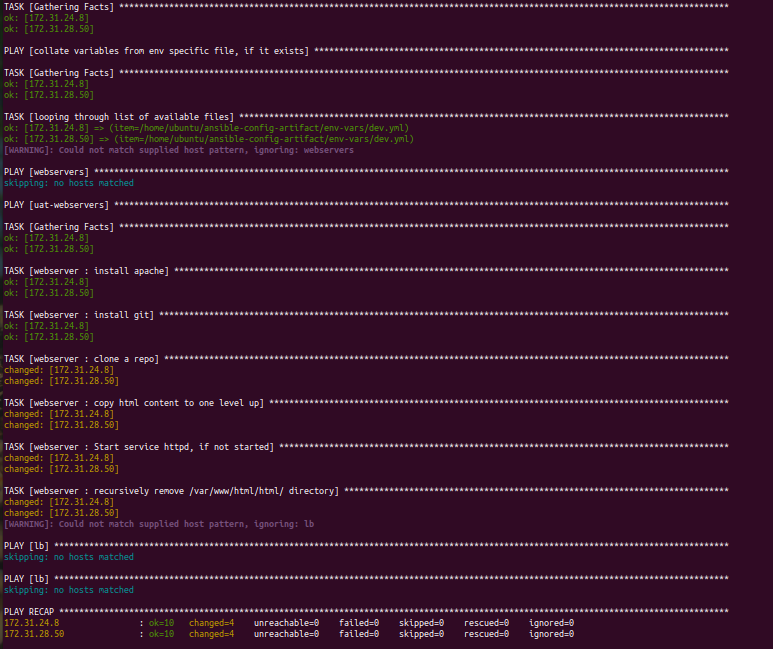 TASK [Gathering Facts] **************************************************************************************************************************
ok: [172.31.24.8]
ok: [172.31.28.50]
PLAY [collate variables from env specific file, if it exists] ***********************************************************************************
TASK [Gathering Facts] **************************************************************************************************************************
ok: [172.31.24.8]
ok: [172.31.28.50]
TASK [looping through list of available files] **************************************************************************************************
ok: [172.31.24.8] => (item=/home/ubuntu/ansible-config-artifact/env-vars/dev.yml)
ok: [172.31.28.50] => (item=/home/ubuntu/ansible-config-artifact/env-vars/dev.yml)
[WARNING]: Could not match supplied host pattern, ignoring: webservers
PLAY [webservers] *******************************************************************************************************************************
skipping: no hosts matched
PLAY [uat-webservers] ***************************************************************************************************************************
TASK [Gathering Facts] **************************************************************************************************************************
ok: [172.31.24.8]
ok: [172.31.28.50]
TASK [webserver : install apache] ***************************************************************************************************************
ok: [172.31.24.8]
ok: [172.31.28.50]
TASK [webserver : install git] ******************************************************************************************************************
ok: [172.31.24.8]
ok: [172.31.28.50]
TASK [webserver : clone a repo] *****************************************************************************************************************
changed: [172.31.24.8]
changed: [172.31.28.50]
TASK [webserver : copy html content to one level up] ********************************************************************************************
changed: [172.31.24.8]
changed: [172.31.28.50]
TASK [webserver : Start service httpd, if not started] ******************************************************************************************
changed: [172.31.24.8]
changed: [172.31.28.50]
TASK [webserver : recursively remove /var/www/html/html/ directory] *****************************************************************************
changed: [172.31.24.8]
changed: [172.31.28.50]
[WARNING]: Could not match supplied host pattern, ignoring: lb
PLAY [lb] ***************************************************************************************************************************************
skipping: no hosts matched
PLAY [lb] ***************************************************************************************************************************************
skipping: no hosts matched
PLAY RECAP **************************************************************************************************************************************
172.31.24.8 : ok=10 changed=4 unreachable=0 failed=0 skipped=0 rescued=0 ignored=0
172.31.28.50 : ok=10 changed=4 unreachable=0 failed=0 skipped=0 rescued=0 ignored=0